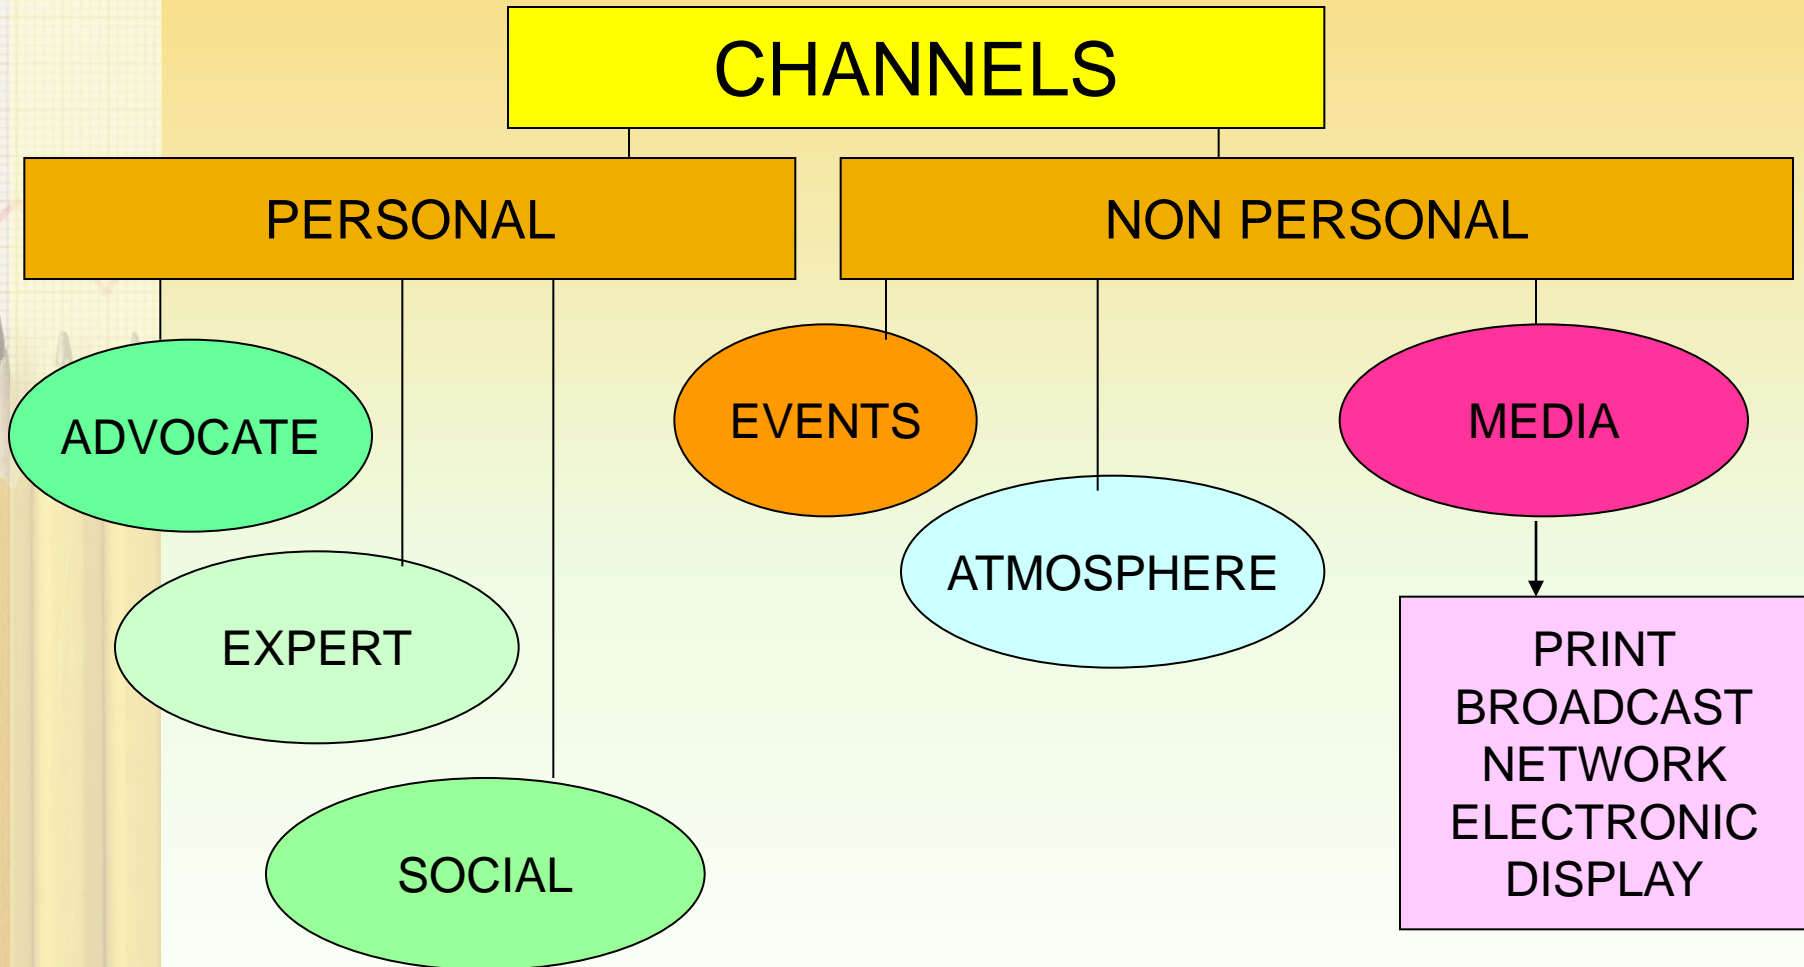 CHANNELS
PERSONAL
NON PERSONAL
ADVOCATE
EXPERT
SOCIAL
EVENTS
ATMOSPHERE
MEDIA
PRINT
BROADCAST
NETWORK
ELECTRONIC
DISPLAY